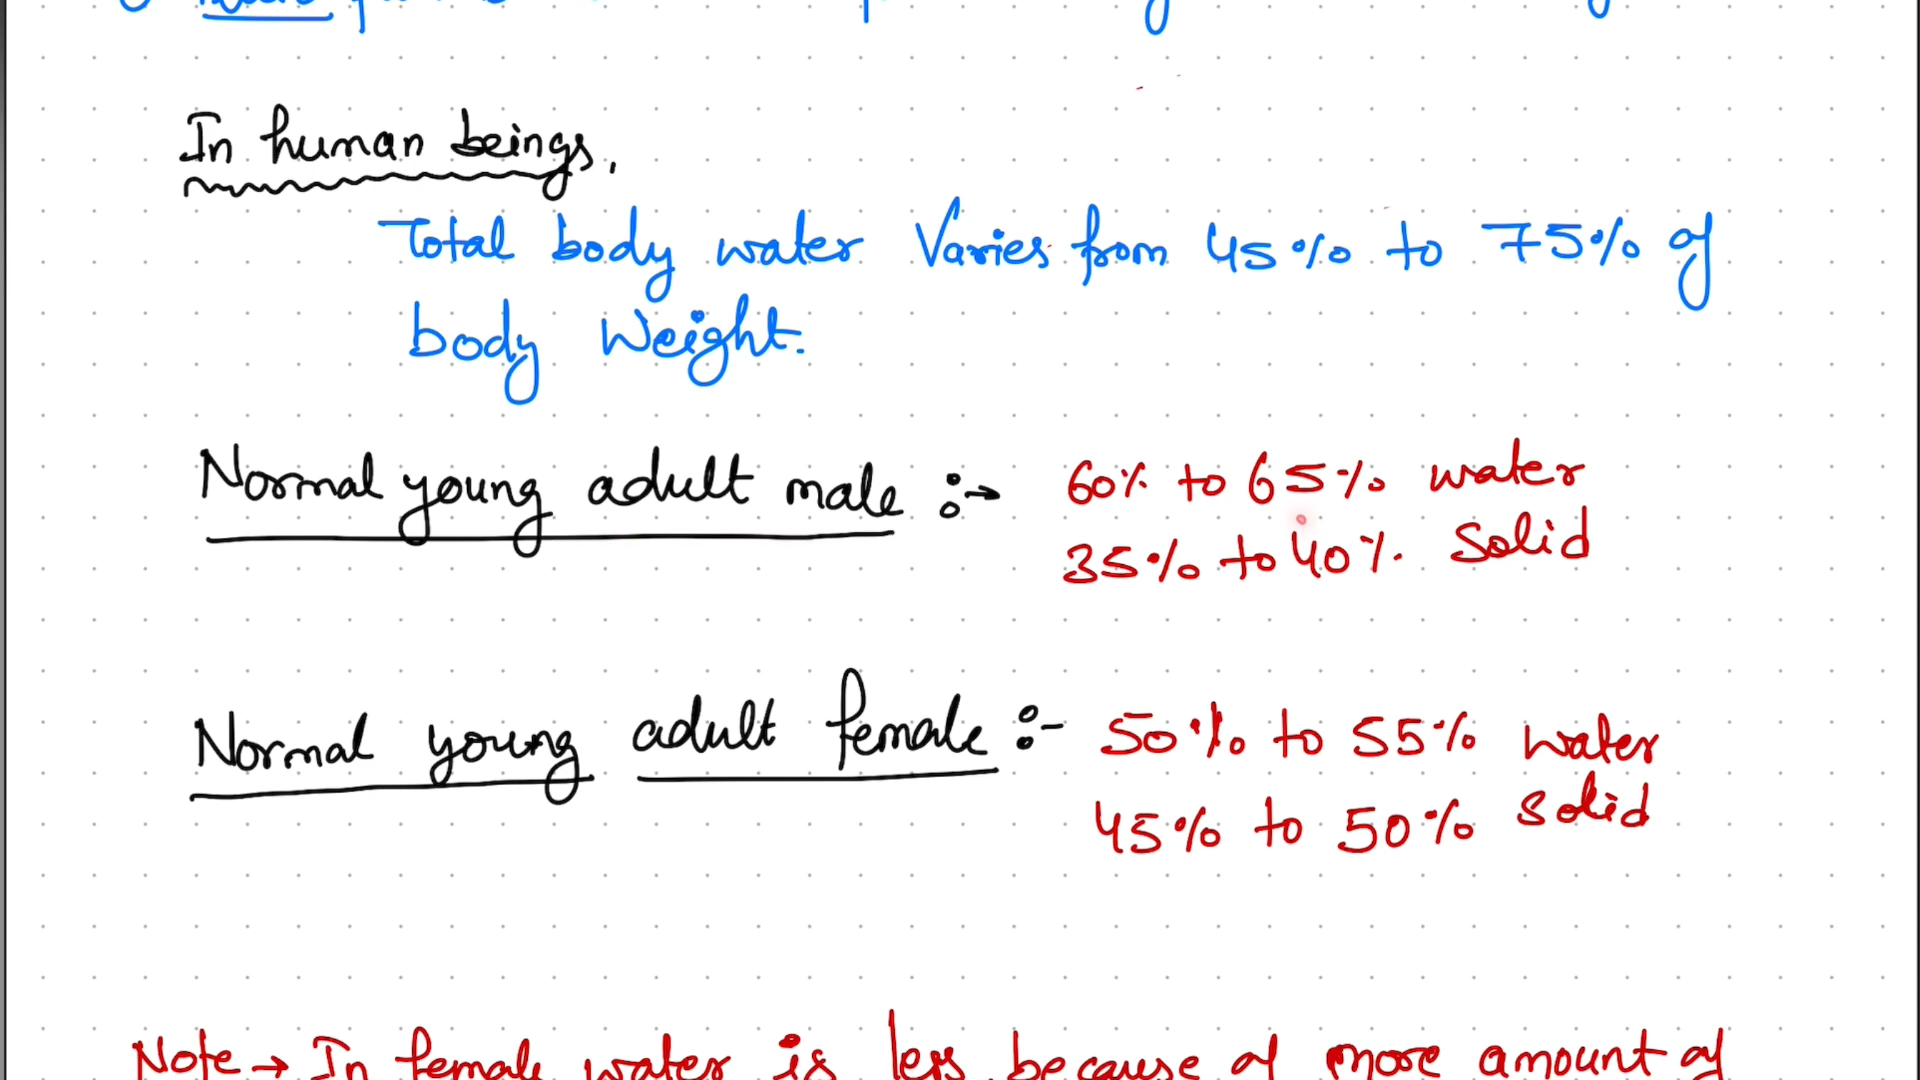 In human beings,
Total body water Varies from 45% to 75% of
body Weight.
Normal young adult male :→ 60% to 65% water
35% to 40%. Solid
Normal young adult female :- 50% to 55% water
45% to 50% Solid
Note → In female water is less because of more amount of